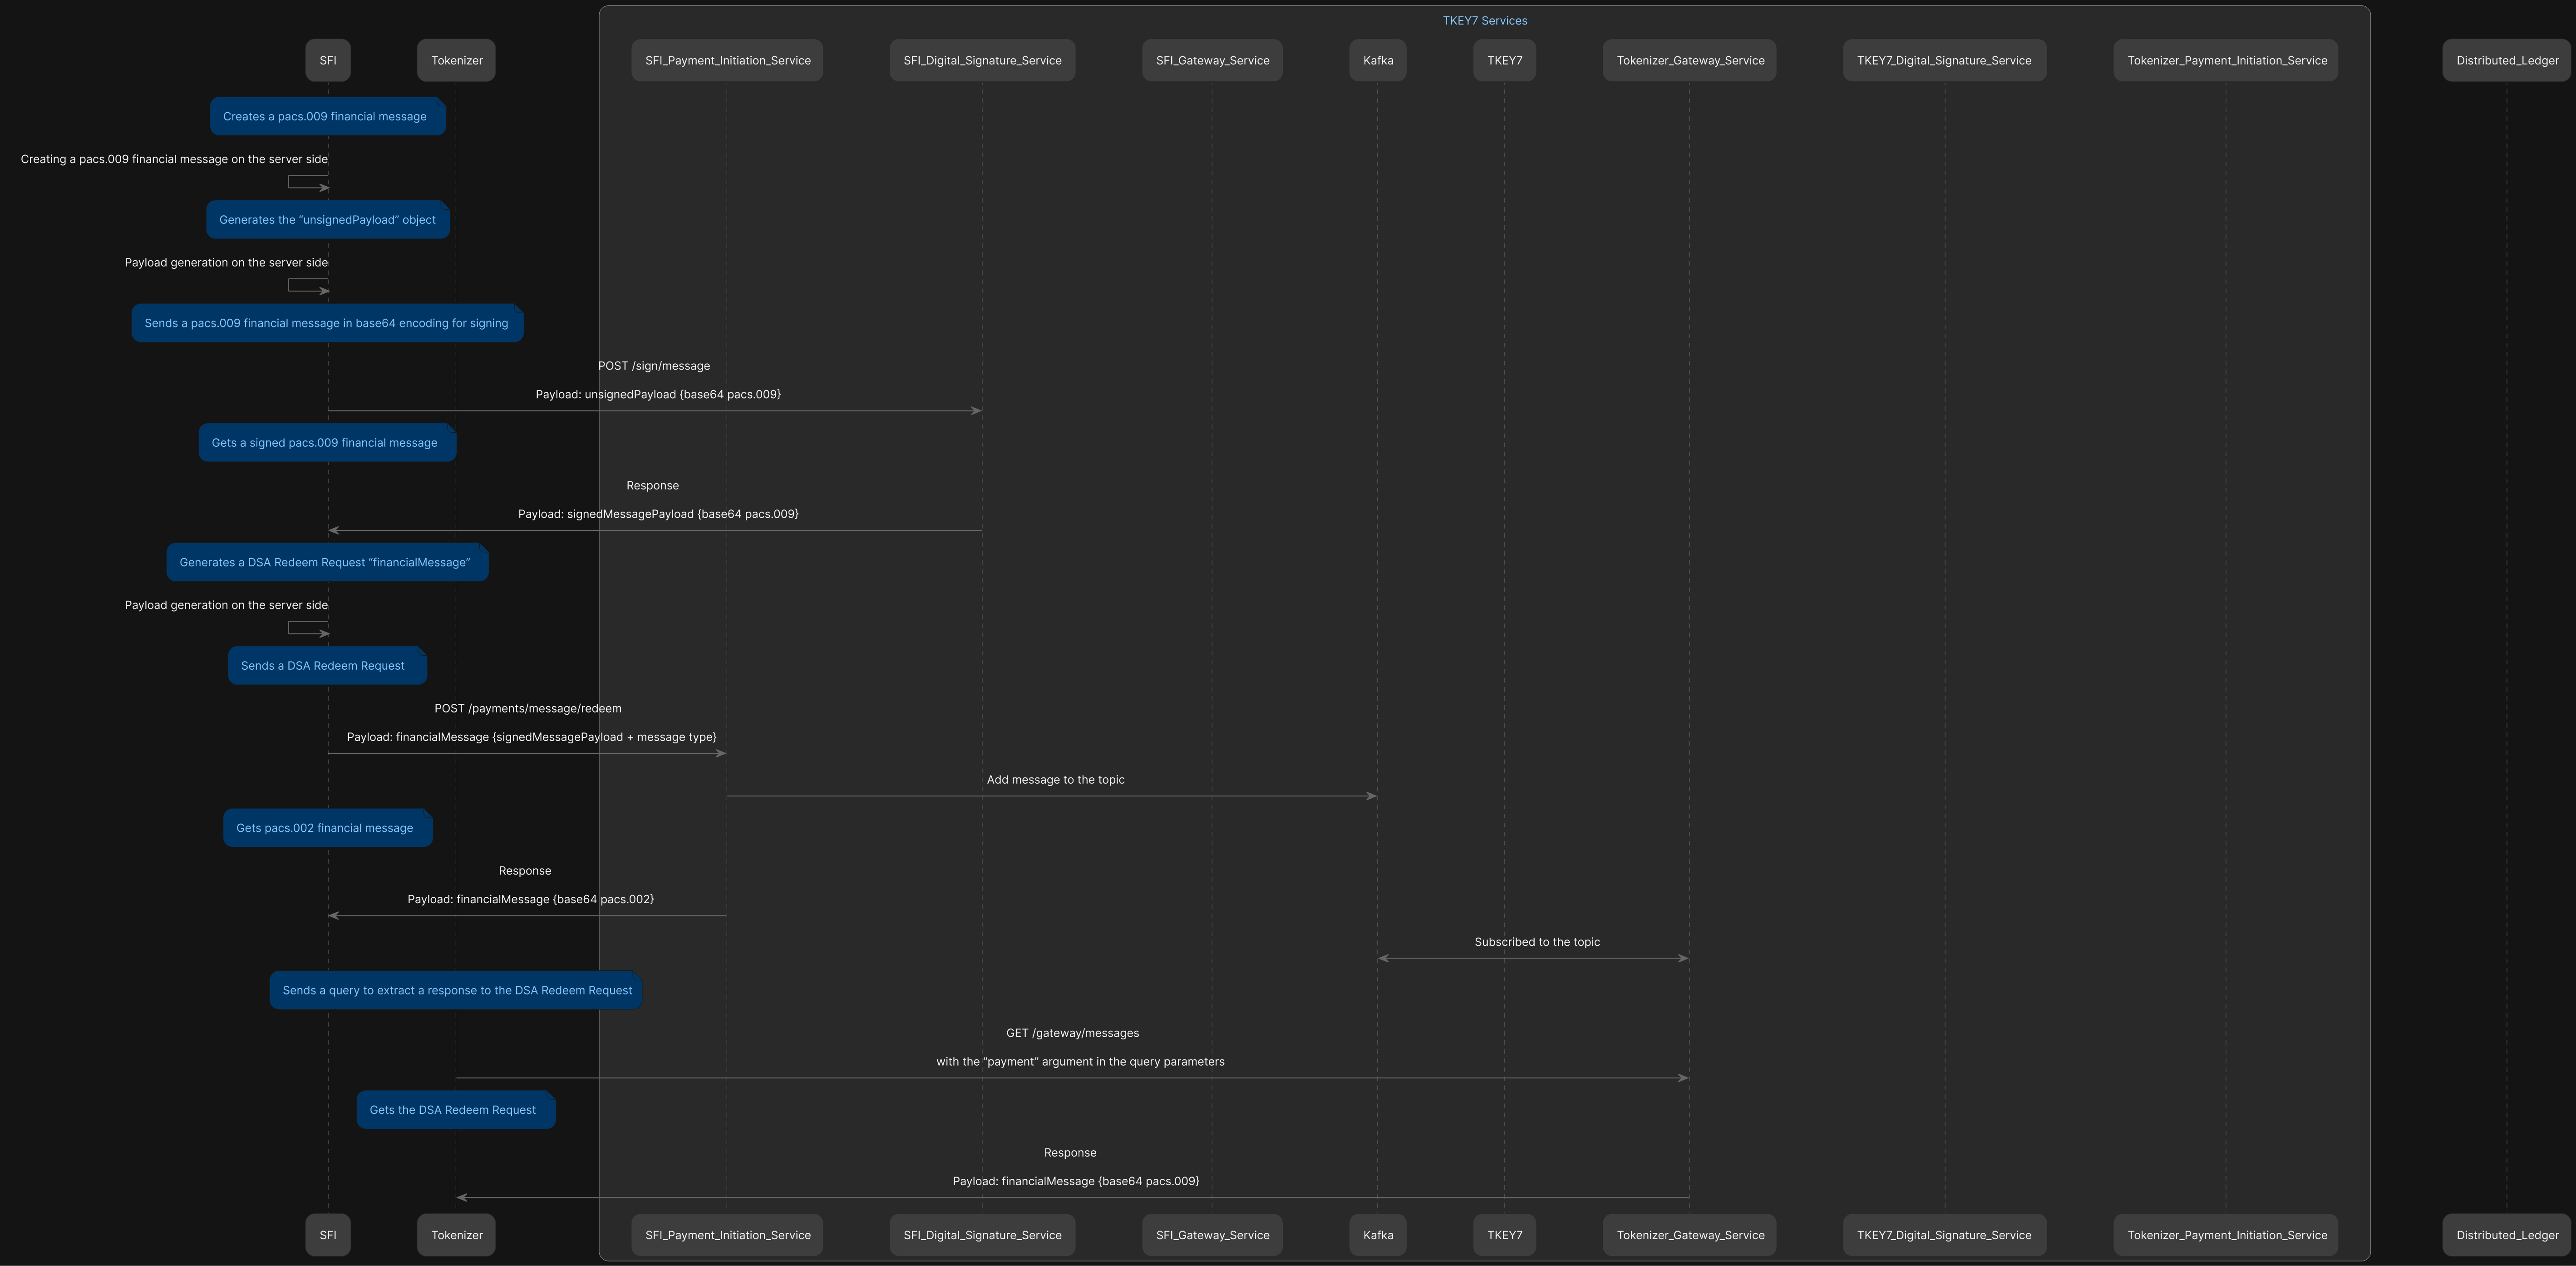 TKEY7 Services
SFI
Tokenizer
SFI_Payment_Initiation_Service
SFI_Digital_Signature_Service
SFI_Gateway_Service
Kafka
TKEY7
Tokenizer_Gateway_Service
TKEY7_Digital_Signature_Service
Tokenizer_Payment_Initiation_Service
Distributed_Ledger
Creates a pacs.009 financial message
Creating a pacs.009 financial message on the server side
Generates the “unsignedPayload” object
Payload generation on the server side
Sends a pacs.009 financial message in base64 encoding for signing
POST /sign/message
Payload: unsignedPayload {base64 pacs.009}
Gets a signed pacs.009 financial message
Response
Payload: signedMessagePayload {base64 pacs.009}
Generates a DSA Redeem Request “financialMessage”
Payload generation on the server side
Sends a DSA Redeem Request
POST /payments/message/redeem
Payload: financialMessage {signedMessagePayload + message type}
Add message to the topic
Gets pacs.002 financial message
Response
Payload: financialMessage {base64 pacs.002}
Subscribed to the topic
Sends a query to extract a response to the DSA Redeem Request
GET /gateway/messages
with the “payment” argument in the query parameters
Gets the DSA Redeem Request
Response
Payload: financialMessage {base64 pacs.009}
SFI
Tokenizer
SFI_Payment_Initiation_Service
SFI_Digital_Signature_Service
SFI_Gateway_Service
Kafka
TKEY7
Tokenizer_Gateway_Service
TKEY7_Digital_Signature_Service
Tokenizer_Payment_Initiation_Service
Distributed_Ledger